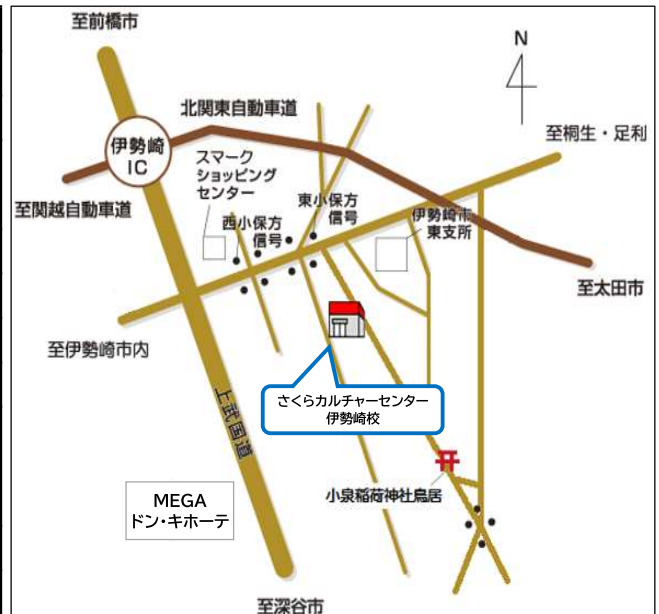 至前橋市
N
北関東自動車道
至桐生・足利
伊勢崎
IC
スマーク
ショッピング
センター
東小保方
信号
至関越自動車道
西小保方
信号
伊勢崎市
東支所
至太田市
至伊勢崎市内
さくらカルチャーセンター
伊勢崎校
上武国道
小泉稲荷神社鳥居
MEGA
ドン・キホーテ
至深谷市